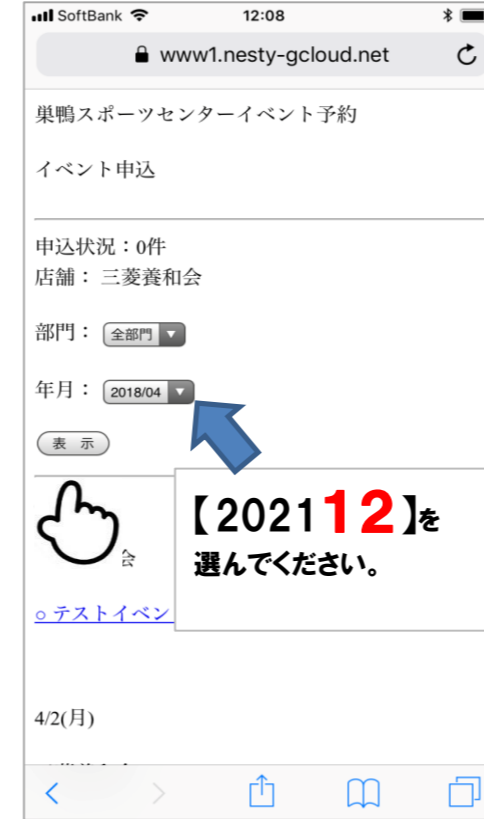 SoftBank 12:08
www1.nesty-gcloud.net
巣鴨スポーツセンターイベント予約
イベント申込
申込状況：0件
店舗： 三菱養和会
部門： 全部門
年月： 2018/04
表 示
【202112】を
選んでください。
会
○ テストイベン
4/2(月)